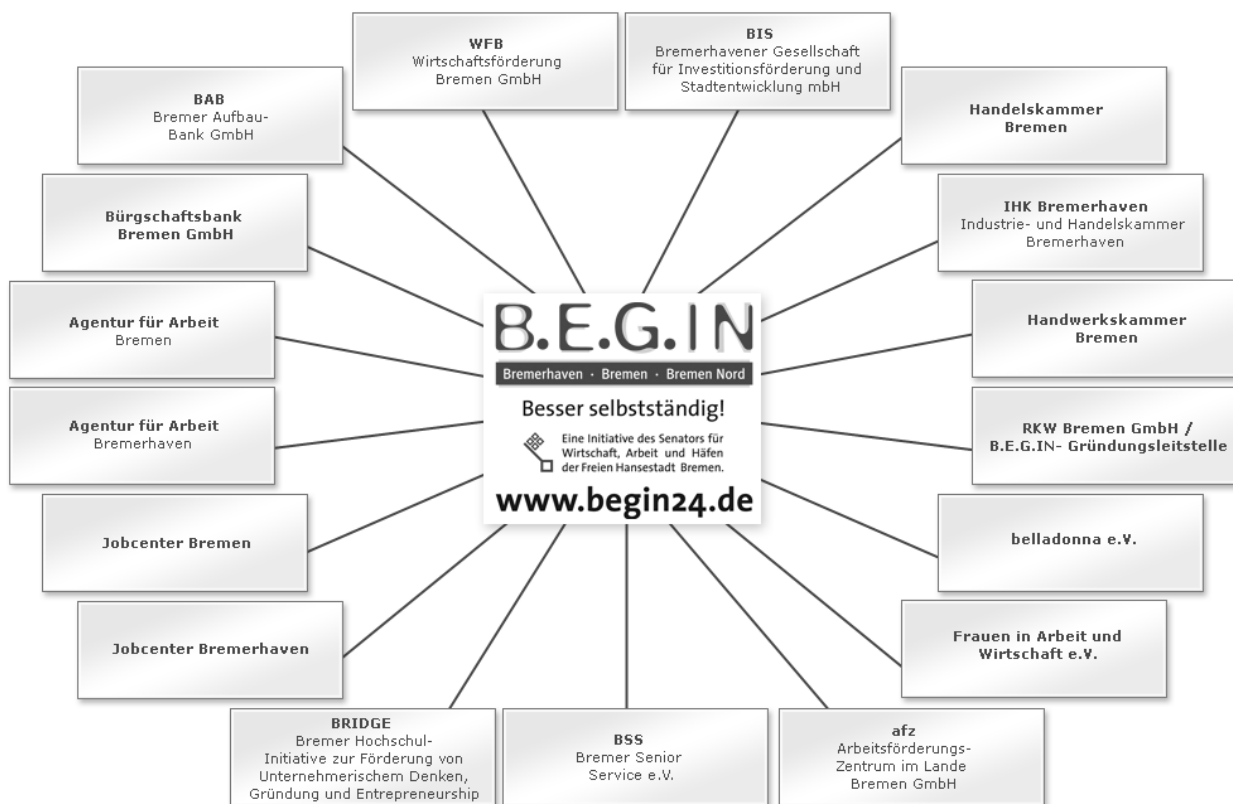 WFB
Wirtschaftsförderung
Bremen GmbH
BIS
Bremerhavener Gesellschaft
für Investitionsförderung und
Stadtentwicklung mbH
BAB
Bremer Aufbau-
Bank GmbH
Handelskammer
Bremen
Bürgschaftsbank
Bremen GmbH
IHK Bremerhaven
Industrie- und Handelskammer
Bremerhaven
Agentur für Arbeit
Bremen
Handwerkskammer
Bremen
B.E.G.IN
Bremerhaven · Bremen · Bremen Nord
Besser selbstständig!
Eine Initiative des Senators für
Wirtschaft, Arbeit und Häfen
der Freien Hansestadt Bremen.
www.begin24.de
Agentur für Arbeit
Bremerhaven
RKW Bremen GmbH /
B.E.G.IN- Gründungsleitstelle
Jobcenter Bremen
belladonna e.V.
Jobcenter Bremerhaven
Frauen in Arbeit und
Wirtschaft e.V.
BRIDGE
Bremer Hochschul-
Initiative zur Förderung von
Unternehmerischem Denken,
Gründung und Entrepreneurship
BSS
Bremer Senior
Service e.V.
afz
Arbeitsförderungs-
Zentrum im Lande
Bremen GmbH